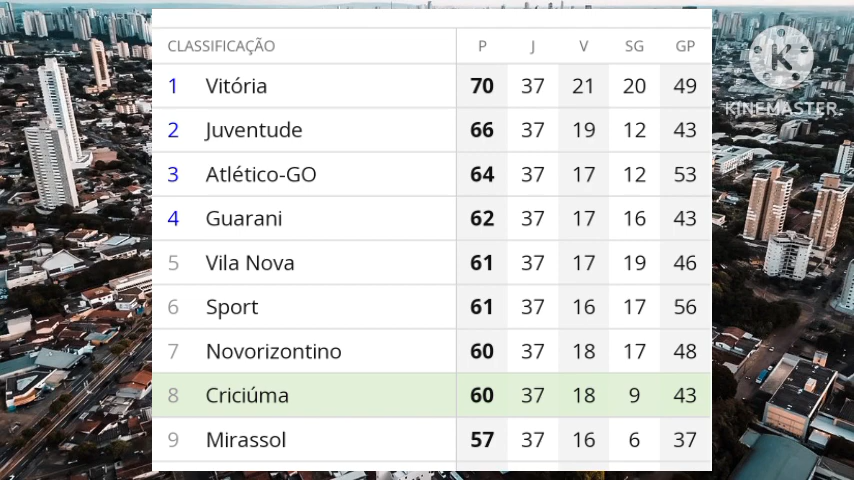 CLASSIFICAÇÃO P J V SG GP
1 Vitória 70 37 21 20 49
2 Juventude 66 37 19 12 43
3 Atlético-GO 64 37 17 12 53
4 Guarani 62 37 17 16 43
5 Vila Nova 61 37 17 19 46
6 Sport 61 37 16 17 56
7 Novorizontino 60 37 18 17 48
8 Criciúma 60 37 18 9 43
9 Mirassol 57 37 16 6 37
K
KINEMASTER